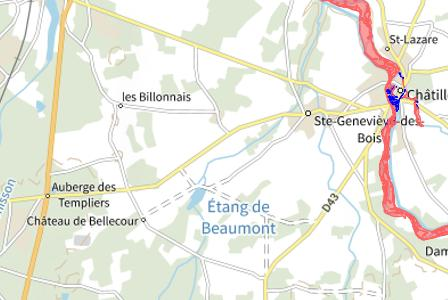 St-Lazare
Châtill
les Billonnais
Ste-Geneviève-des-
Bois
Auberge des
Templiers
Château de Bellecour
Étang de
Beaumont
D43
Dam